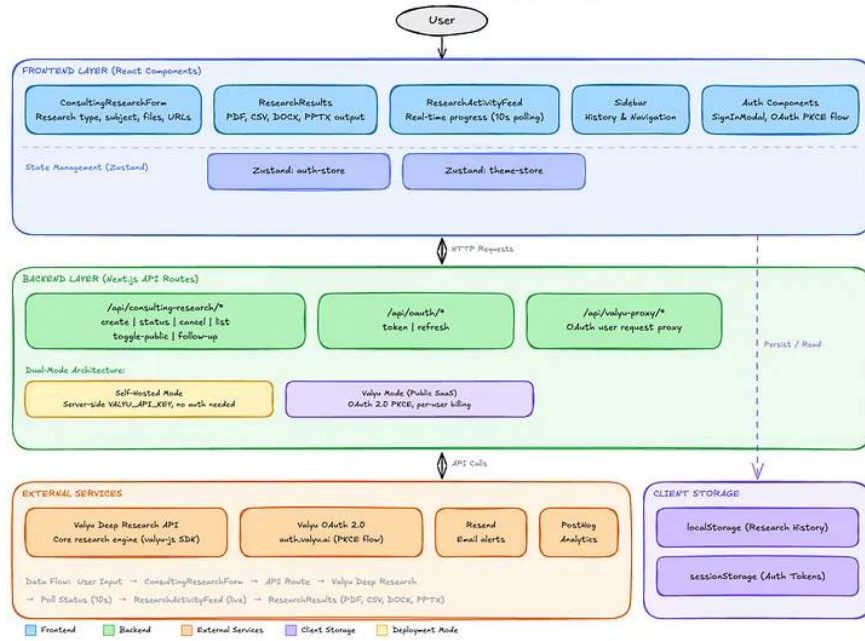 User
FRONTEND LAYER (React Components)
ConsultingResearchForm
Research type, subject, files, URLs
ResearchResults
PDF, CSV, DOCX, PPTX output
ResearchActivityFeed
Real-time progress (10s polling)
Sidebar
History & Navigation
Auth Components
SignInModal, OAuth PKCE flow
State Management (Zustand)
Zustand: auth-store
Zustand: theme-store
HTTP Requests
BACKEND LAYER (Next.js API Routes)
/api/consulting-research/*
create | status | cancel | list
toggle-public | follow-up
/api/oauth/*
token | refresh
/api/valyu-proxy/*
OAuth user request proxy
Dual-Mode Architecture:
Self-Hosted Mode
Server-side VALYU_API_KEY, no auth needed
Valyu Mode (Public SaaS)
OAuth 2.0 PKCE, per-user billing
Persist / Read
API Calls
EXTERNAL SERVICES
Valyu Deep Research API
Core research engine (valyu-js SDK)
Valyu OAuth 2.0
auth.valyu.ai (PKCE flow)
Resend
Email alerts
PostHog
Analytics
Data Flow: User Input → ConsultingResearchForm → API Route → Valyu Deep Research
→ Poll Status (10s) → ResearchActivityFeed (live) → ResearchResults (PDF, CSV, DOCX, PPTX)
CLIENT STORAGE
localStorage (Research History)
sessionStorage (Auth Tokens)
Frontend
Backend
External Services
Client Storage
Deployment Mode